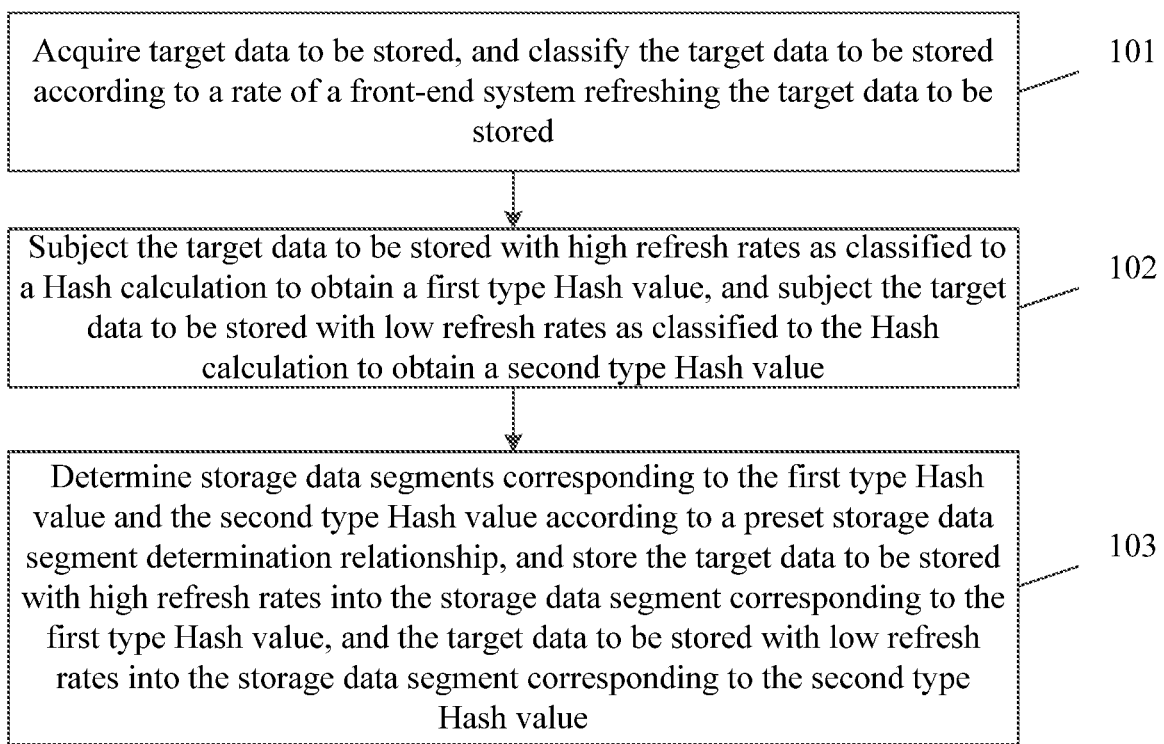 Acquire target data to be stored, and classify the target data to be stored
according to a rate of a front-end system refreshing the target data to be
stored
101
Subject the target data to be stored with high refresh rates as classified to
a Hash calculation to obtain a first type Hash value, and subject the target
data to be stored with low refresh rates as classified to the Hash
calculation to obtain a second type Hash value
102
Determine storage data segments corresponding to the first type Hash
value and the second type Hash value according to a preset storage data
segment determination relationship, and store the target data to be stored
with high refresh rates into the storage data segment corresponding to the
first type Hash value, and the target data to be stored with low refresh
rates into the storage data segment corresponding to the second type
Hash value
103